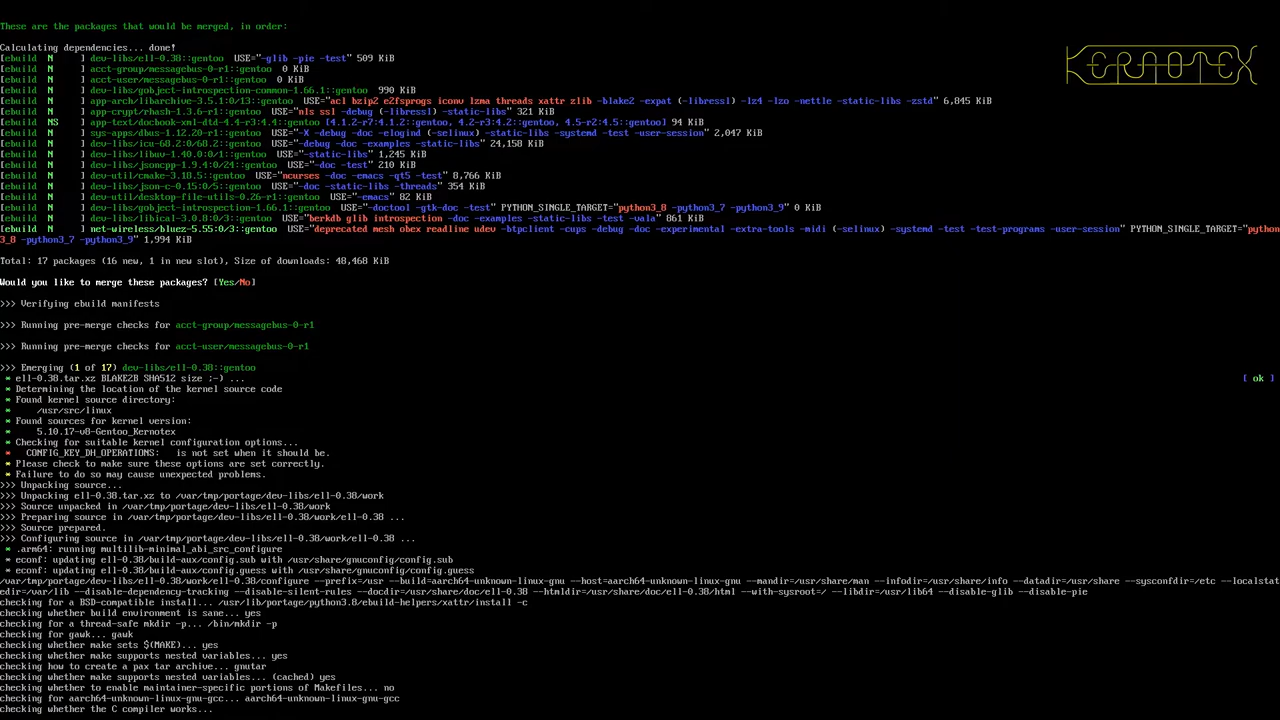 These are the packages that would be merged, in order:
Calculating dependencies... done!
[ebuild  N     ] dev-libs/ell-0.38::gentoo  USE="-glib -pie -test" 509 KiB
[ebuild  N     ] acct-group/messagebus-0-r1::gentoo  0 KiB
[ebuild  N     ] acct-user/messagebus-0-r1::gentoo  0 KiB
[ebuild  N     ] dev-libs/gobject-introspection-common-1.66.1::gentoo  990 KiB
[ebuild  N     ] app-arch/libarchive-3.5.1:0/13::gentoo  USE="acl bzip2 e2fsprogs iconv lzma threads xattr zlib -blake2 -expat (-libressl) -lz4 -lzo -nettle -static-libs -zstd" 6,845 KiB
[ebuild  N     ] app-crypt/rhash-1.3.6-r1::gentoo  USE="nls ssl -debug (-libressl) -static-libs" 321 KiB
[ebuild  NS    ] app-text/docbook-xml-dtd-4.4-r3:4.4::gentoo [4.1.2-r7:4.1.2::gentoo, 4.2-r3:4.2::gentoo, 4.5-r2:4.5::gentoo] 94 KiB
[ebuild  N     ] sys-apps/dbus-1.12.20-r1::gentoo  USE="-X -debug -doc -elogind (-selinux) -static-libs -systemd -test -user-session" 2,047 KiB
[ebuild  N     ] dev-libs/icu-68.2:0/68.2::gentoo  USE="-debug -doc -examples -static-libs" 24,158 KiB
[ebuild  N     ] dev-libs/libuv-1.40.0:0/1::gentoo  USE="-static-libs" 1,245 KiB
[ebuild  N     ] dev-libs/jsoncpp-1.9.4:0/24::gentoo  USE="-doc -test" 210 KiB
[ebuild  N     ] dev-util/cmake-3.18.5::gentoo  USE="ncurses -doc -emacs -qt5 -test" 8,766 KiB
[ebuild  N     ] dev-libs/json-c-0.15:0/5::gentoo  USE="-doc -static-libs -threads" 354 KiB
[ebuild  N     ] dev-util/desktop-file-utils-0.26-r1::gentoo  USE="-emacs" 82 KiB
[ebuild  N     ] dev-libs/gobject-introspection-1.66.1::gentoo  USE="-doctool -gtk-doc -test" PYTHON_SINGLE_TARGET="python3_8 -python3_7 -python3_9" 0 KiB
[ebuild  N     ] dev-libs/libical-3.0.8:0/3::gentoo  USE="berkdb glib introspection -doc -examples -static-libs -test -vala" 861 KiB
[ebuild  N     ] net-wireless/bluez-5.55:0/3::gentoo  USE="deprecated mesh obex readline udev -btpclient -cups -debug -doc -experimental -extra-tools -midi (-selinux) -systemd -test -test-programs -user-session" PYTHON_SINGLE_TARGET="python
3_8 -python3_7 -python3_9" 1,994 KiB
Total: 17 packages (16 new, 1 in new slot), Size of downloads: 48,468 KiB
Would you like to merge these packages? [Yes/No]
>>> Verifying ebuild manifests
>>> Running pre-merge checks for acct-group/messagebus-0-r1
>>> Running pre-merge checks for acct-user/messagebus-0-r1
>>> Emerging (1 of 17) dev-libs/ell-0.38::gentoo
* ell-0.38.tar.xz BLAKE2B SHA512 size ;-) ... [ ok ]
* Determining the location of the kernel source code
* Found kernel source directory:
*     /usr/src/linux
* Found sources for kernel version:
*     5.10.17-v8-Gentoo_Kernotex
* Checking for suitable kernel configuration options...
*   CONFIG_KEY_DH_OPERATIONS:   is not set when it should be.
* Please check to make sure these options are set correctly.
* Failure to do so may cause unexpected problems.
>>> Unpacking source...
>>> Unpacking ell-0.38.tar.xz to /var/tmp/portage/dev-libs/ell-0.38/work
>>> Source unpacked in /var/tmp/portage/dev-libs/ell-0.38/work
>>> Preparing source in /var/tmp/portage/dev-libs/ell-0.38/work/ell-0.38 ...
>>> Source prepared.
>>> Configuring source in /var/tmp/portage/dev-libs/ell-0.38/work/ell-0.38 ...
* .arm64: running multilib-minimal_abi_src_configure
* econf: updating ell-0.38/build-aux/config.sub with /usr/share/gnuconfig/config.sub
* econf: updating ell-0.38/build-aux/config.guess with /usr/share/gnuconfig/config.guess
/var/tmp/portage/dev-libs/ell-0.38/work/ell-0.38/configure --prefix=/usr --build=aarch64-unknown-linux-gnu --host=aarch64-unknown-linux-gnu --mandir=/usr/share/man --infodir=/usr/share/info --datadir=/usr/share --sysconfdir=/etc --localstat
edir=/var/lib --disable-dependency-tracking --disable-silent-rules --docdir=/usr/share/doc/ell-0.38 --htmldir=/usr/share/doc/ell-0.38/html --with-sysroot=/ --libdir=/usr/lib64 --disable-glib --disable-pie
checking for a BSD-compatible install... /usr/lib/portage/python3.8/ebuild-helpers/xattr/install -c
checking whether build environment is sane... yes
checking for a thread-safe mkdir -p... /bin/mkdir -p
checking for gawk... gawk
checking whether make sets $(MAKE)... yes
checking whether make supports nested variables... yes
checking how to create a pax tar archive... gnutar
checking whether make supports nested variables... (cached) yes
checking whether to enable maintainer-specific portions of Makefiles... no
checking for aarch64-unknown-linux-gnu-gcc... aarch64-unknown-linux-gnu-gcc
checking whether the C compiler works...
KERNOTEX